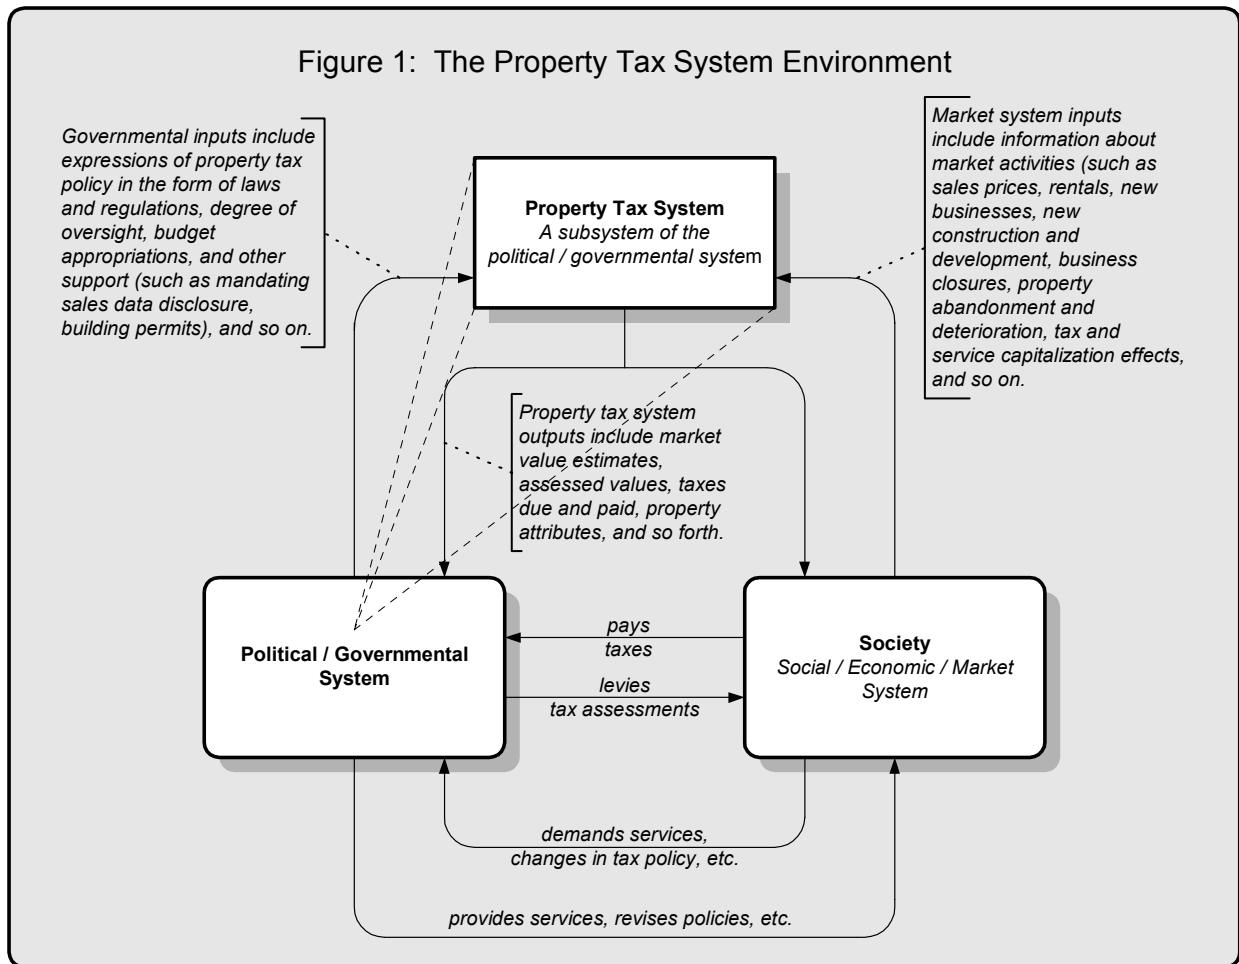 Figure 1: The Property Tax System Environment
Governmental inputs include
expressions of property tax
policy in the form of laws
and regulations, degree of
oversight, budget
appropriations, and other
support (such as mandating
sales data disclosure,
building permits), and so on.
Property Tax System
A subsystem of the
political / governmental system
Market system inputs
include information about
market activities (such as
sales prices, rentals, new
businesses, new
construction and
development, business
closures, property
abandonment and
deterioration, tax and
service capitalization effects,
and so on.
Property tax system
outputs include market
value estimates,
assessed values, taxes
due and paid, property
attributes, and so forth.
Political / Governmental
System
pays
taxes
levies
tax assessments
Society
Social / Economic / Market
System
demands services,
changes in tax policy, etc.
provides services, revises policies, etc.